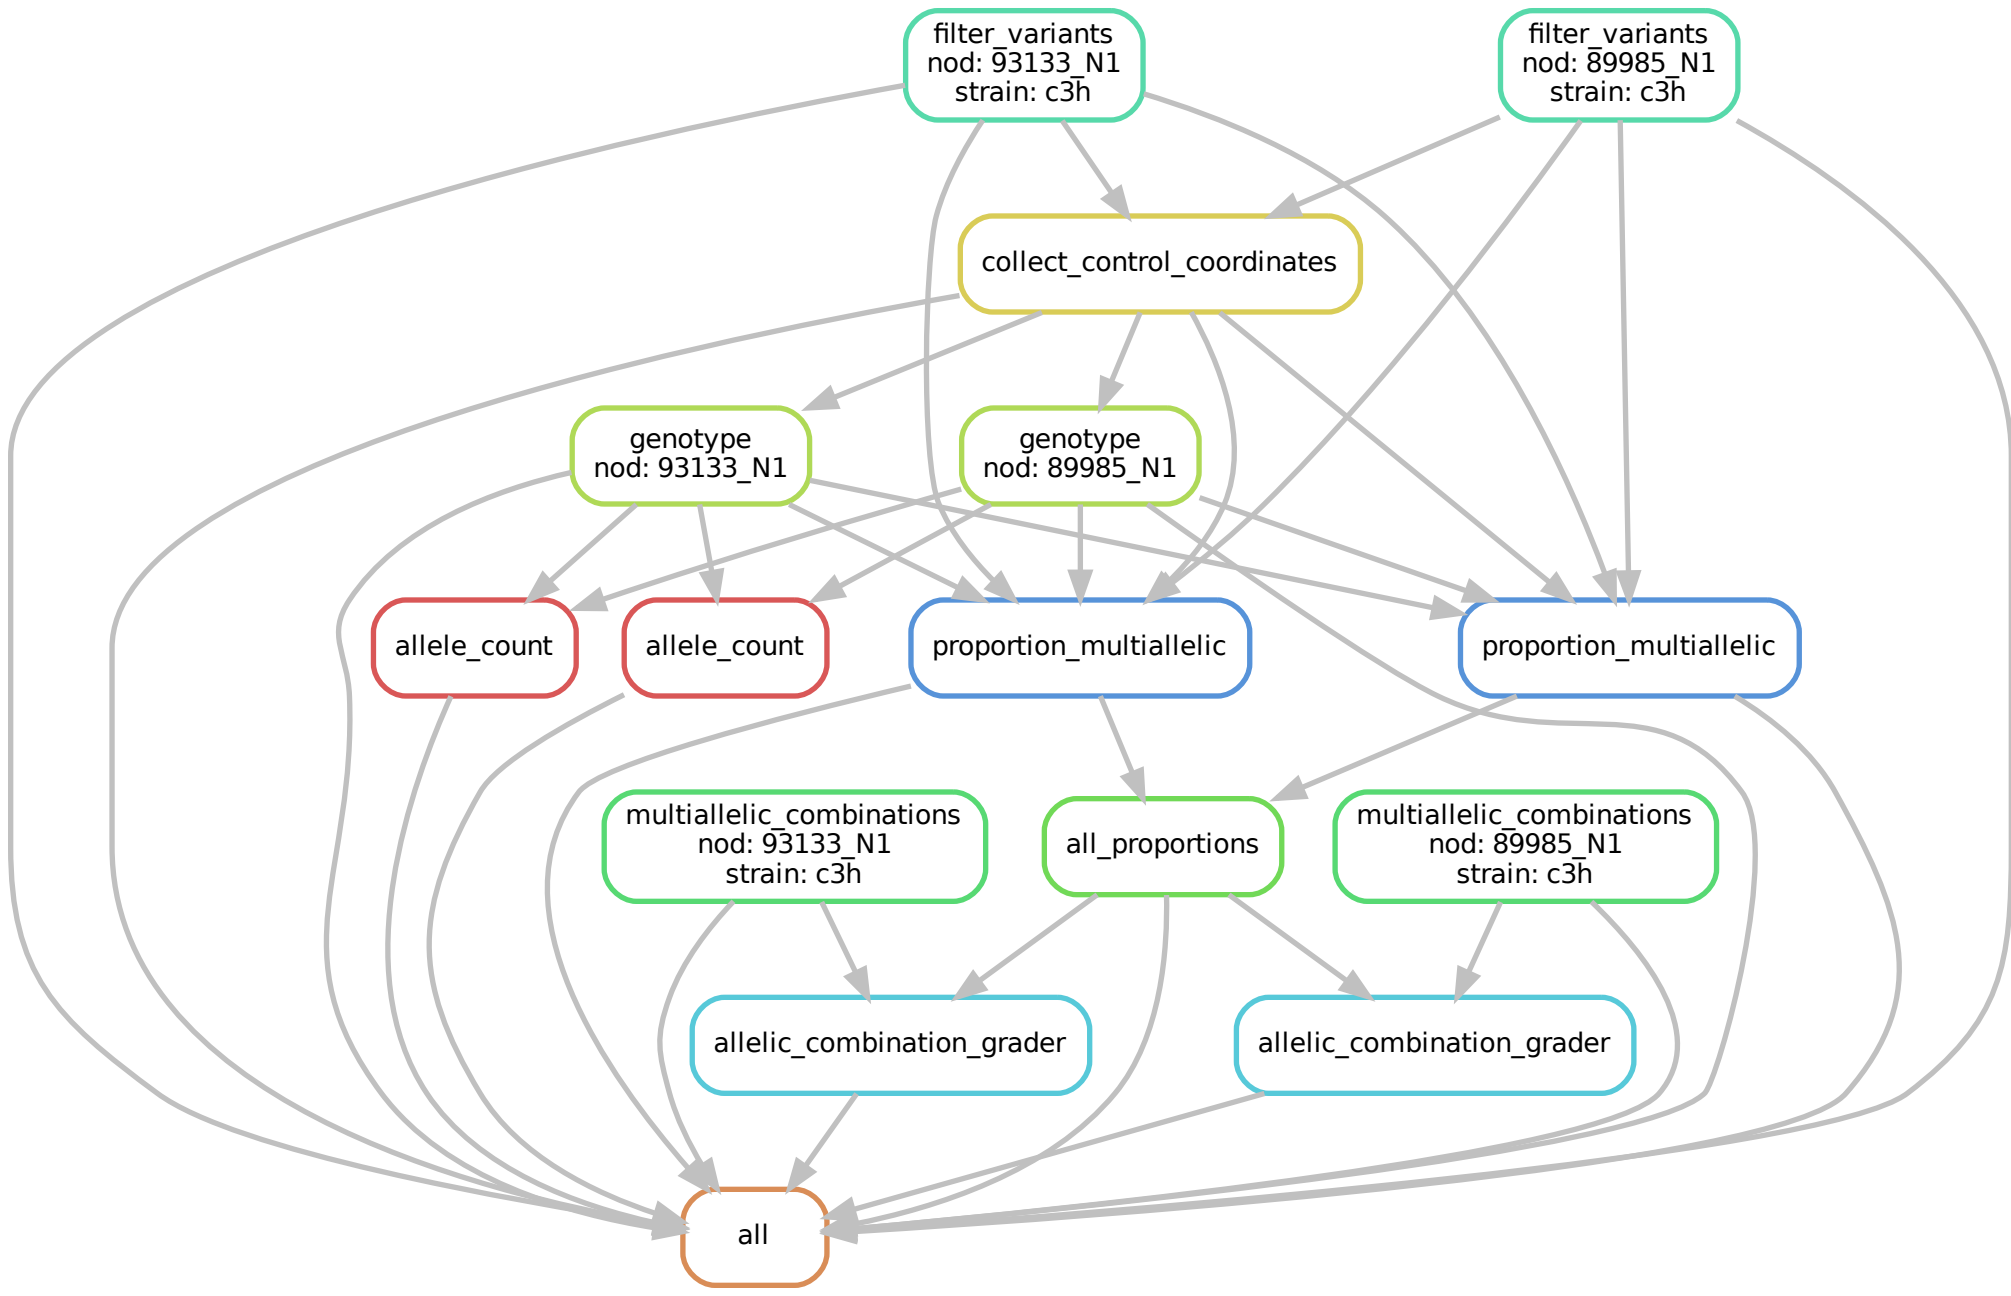 filter_variants
nod: 93133_N1
strain: c3h
filter_variants
nod: 89985_N1
strain: c3h
collect_control_coordinates
genotype
nod: 93133_N1
genotype
nod: 89985_N1
allele_count
allele_count
proportion_multiallelic
proportion_multiallelic
multiallelic_combinations
nod: 93133_N1
strain: c3h
all_proportions
multiallelic_combinations
nod: 89985_N1
strain: c3h
allelic_combination_grader
allelic_combination_grader
all